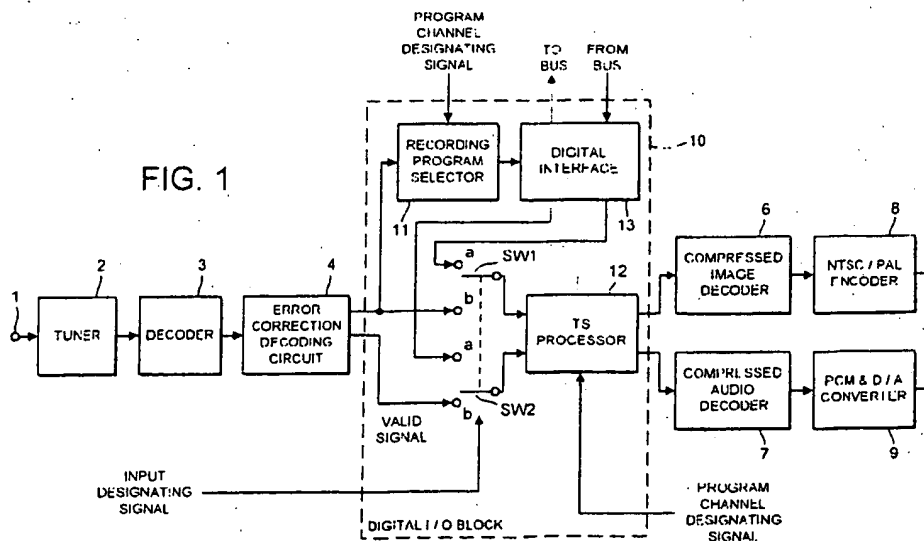 PROGRAM
CHANNEL
DESIGNATING
SIGNAL
TO
BUS
FROM
BUS
10
FIG. 1
RECORDING
PROGRAM
SELECTOR
11
DIGITAL
INTERFACE
13
1
2
TUNER
3
DECODER
4
ERROR
CORRECTION
DECODING
CIRCUIT
a
SW1
b
a
SW2
b
VALID
SIGNAL
12
TS
PROCESSOR
6
COMPRESSED
IMAGE
DECODER
8
NTSC / PAL
ENCODER
COMPRESSED
AUDIO
DECODER
7
PCM & D / A
CONVERTER
9
INPUT
DESIGNATING
SIGNAL
DIGITAL I / O BLOCK
PROGRAM
CHANNEL
DESIGNATING
SIGNAL